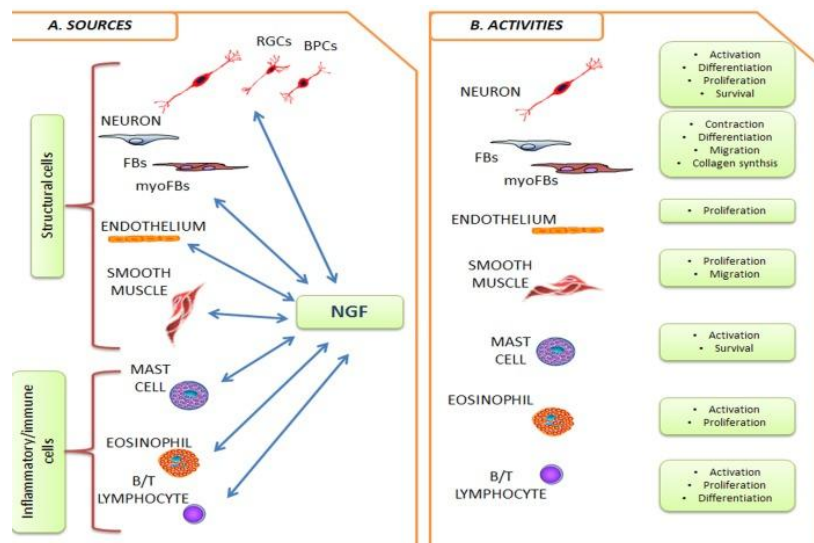 A. SOURCES
RGCs
BPCs
NEURON
FBs
myoFBs
ENDOTHELIUM
SMOOTH
MUSCLE
Structural cells
NGF
MAST
CELL
EOSINOPHIL
B/T
LYMPHOCYTE
Inflammatory/immune
cells
B. ACTIVITIES
NEURON
• Activation
• Differentiation
• Proliferation
• Survival
FBs
myoFBs
• Contraction
• Differentiation
• Migration
• Collagen synthsis
ENDOTHELIUM
• Proliferation
SMOOTH
MUSCLE
• Proliferation
• Migration
MAST
CELL
• Activation
• Survival
EOSINOPHIL
• Activation
• Proliferation
B/T
LYMPHOCYTE
• Activation
• Proliferation
• Differentiation